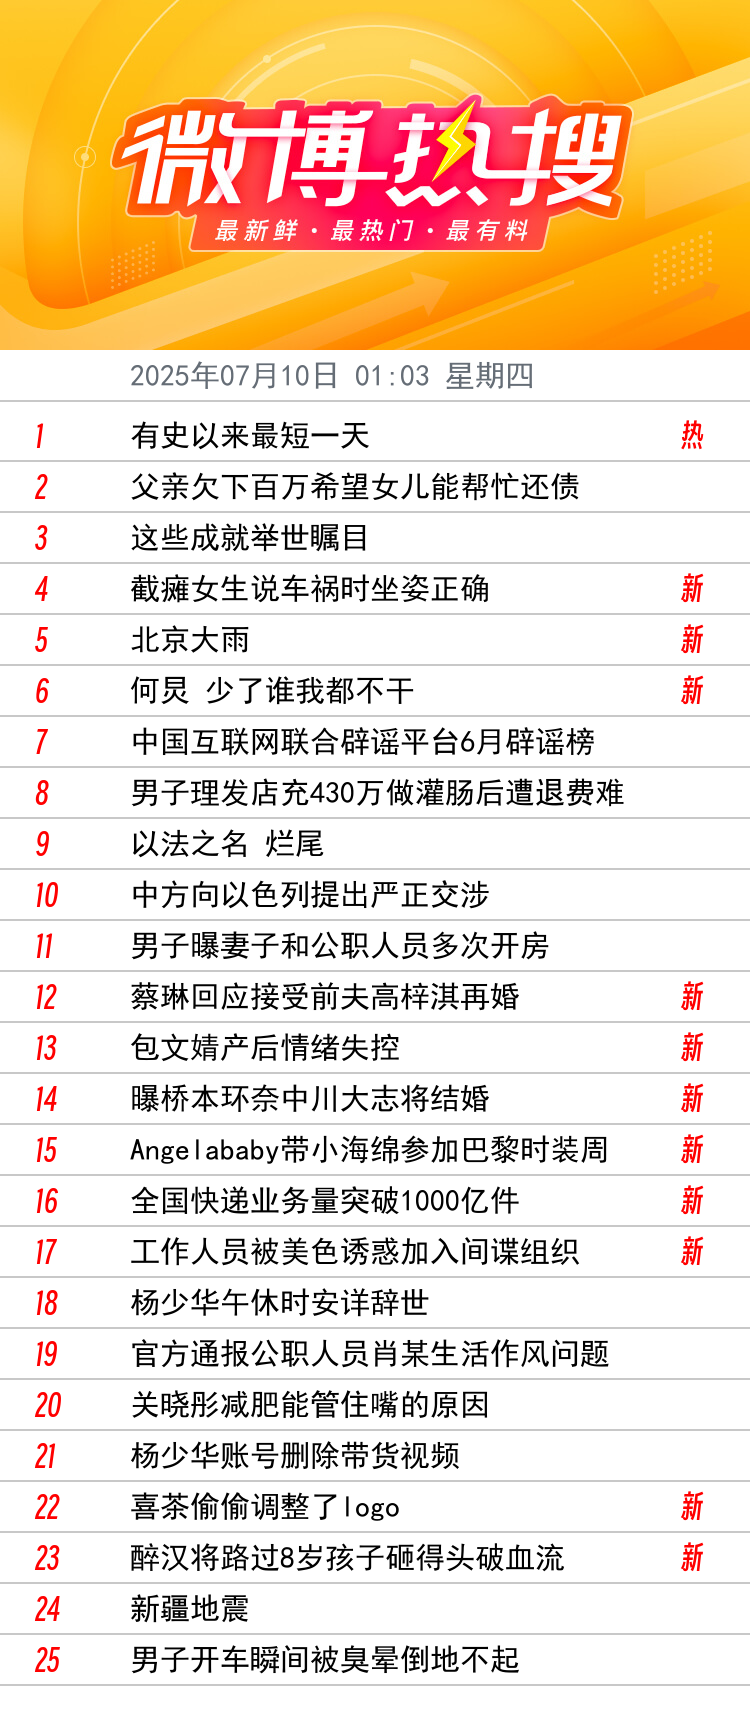 微博热搜
最新鲜·最热门·最有料
2025年07月10日 01:03 星期四
1 有史以来最短一天 热
2 父亲欠下百万希望女儿能帮忙还债
3 这些成就举世瞩目
4 截瘫女生说车祸时坐姿正确 新
5 北京大雨 新
6 何炅 少了谁我都不干 新
7 中国互联网联合辟谣平台6月辟谣榜
8 男子理发店充430万做灌肠后遭退费难
9 以法之名 烂尾
10 中方向以色列提出严正交涉
11 男子曝妻子和公职人员多次开房
12 蔡琳回应接受前夫高梓淇再婚 新
13 包文婧产后情绪失控 新
14 曝桥本环奈中川大志将结婚 新
15 Angelababy带小海绵参加巴黎时装周 新
16 全国快递业务量突破1000亿件 新
17 工作人员被美色诱惑加入间谍组织 新
18 杨少华午休时安详辞世
19 官方通报公职人员肖某生活作风问题
20 关晓彤减肥能管住嘴的原因
21 杨少华账号删除带货视频
22 喜茶偷偷调整了logo 新
23 醉汉将路过8岁孩子砸得头破血流 新
24 新疆地震
25 男子开车瞬间被臭晕倒地不起